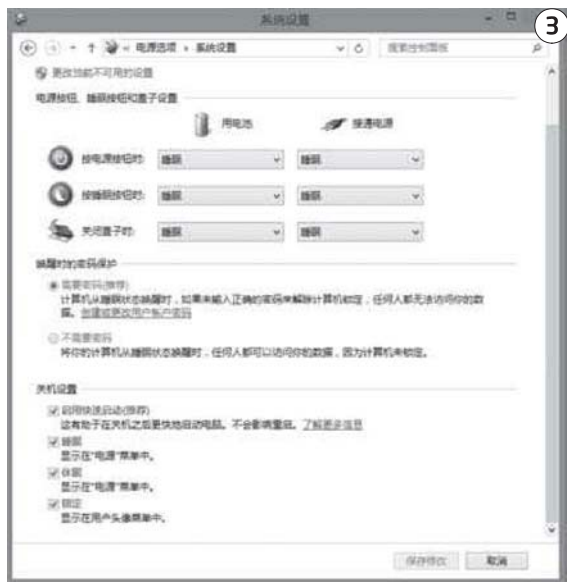 系统设置
③
电源选项 系统设置
搜索控制面板
更改当前不可用的设置
电源按钮、睡眠按钮和盖子设置
用电池 接通电源
按电源按钮时: 睡眠 睡眠
按睡眠按钮时: 睡眠 睡眠
关闭盖子时: 睡眠 睡眠
唤醒时的密码保护
需要密码(推荐)
计算机从睡眠状态唤醒时，如果未输入正确的密码来解除计算机锁定，任何人都无法访问你的数
据。创建或更改用户帐户密码
不需要密码
将你的计算机从睡眠状态唤醒时，任何人都可以访问你的数据，因为计算机未锁定。
关机设置
启用快速启动(推荐)
这有助于在关机之后更快地启动电脑。不会影响重启。了解更多信息
睡眠
显示在"电源"菜单中。
休眠
显示在"电源"菜单中。
锁定
显示在用户头像菜单中。
保存修改 取消